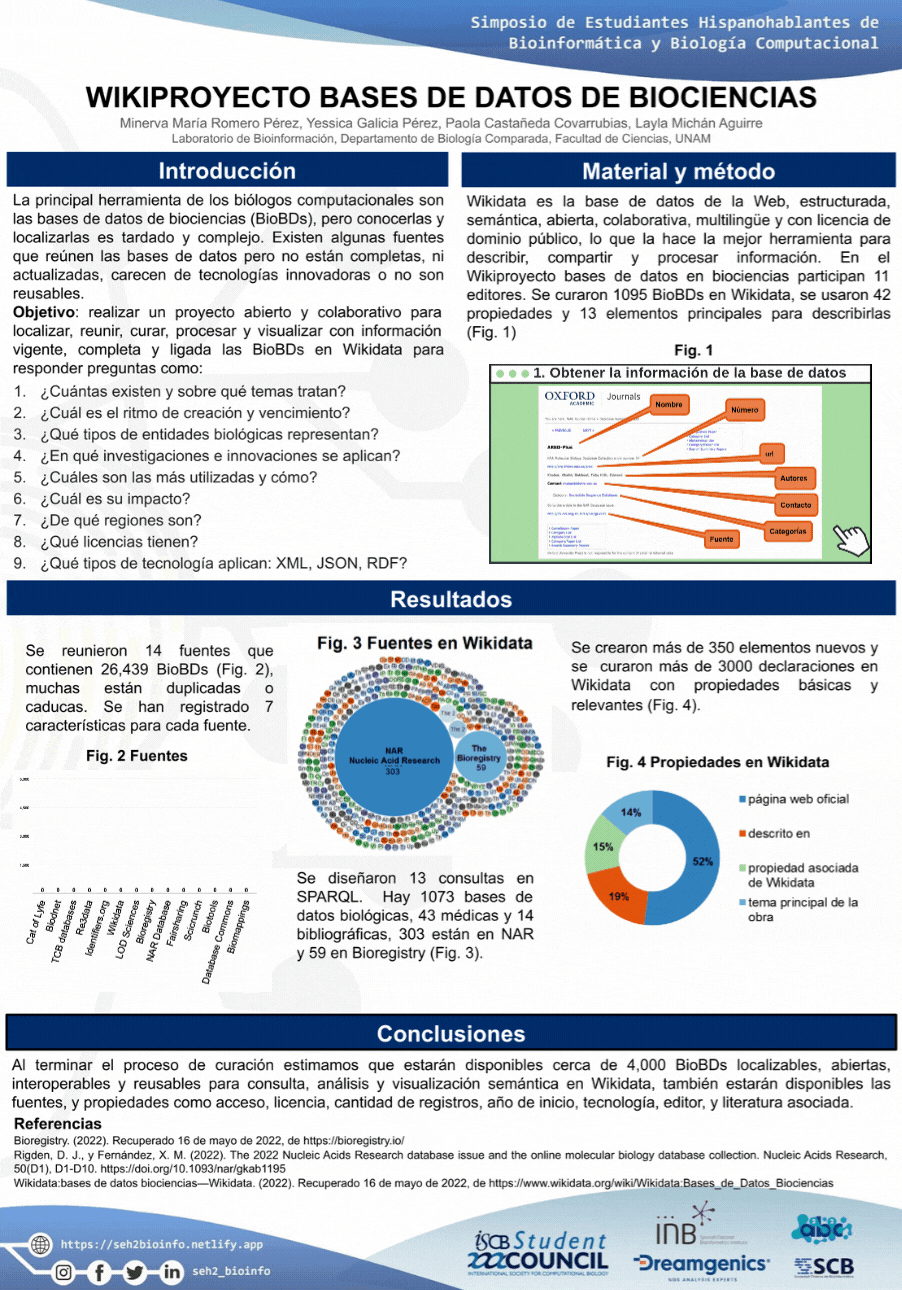 Simposio de Estudiantes Hispanohablantes de
Bioinformática y Biología Computacional
WIKIPROYECTO BASES DE DATOS DE BIOCIENCIAS
Minerva María Romero Pérez, Yessica Galicia Pérez, Paola Castañeda Covarrubias, Layla Michán Aguirre
Laboratorio de Bioinformación, Departamento de Biología Comparada, Facultad de Ciencias, UNAM
Introducción
La principal herramienta de los biólogos computacionales son
las bases de datos de biociencias (BioBDs), pero conocerlas y
localizarlas es tardado y complejo. Existen algunas fuentes
que reúnen las bases de datos pero no están completas, ni
actualizadas, carecen de tecnologías innovadoras o no son
reusables.
Objetivo: realizar un proyecto abierto y colaborativo para
localizar, reunir, curar, procesar y visualizar con información
vigente, completa y ligada las BioBDs en Wikidata para
responder preguntas como:
1. ¿Cuántas existen y sobre qué temas tratan?
2. ¿Cuál es el ritmo de creación y vencimiento?
3. ¿Qué tipos de entidades biológicas representan?
4. ¿En qué investigaciones e innovaciones se aplican?
5. ¿Cuáles son las más utilizadas y cómo?
6. ¿Cuál es su impacto?
7. ¿De qué regiones son?
8. ¿Qué licencias tienen?
9. ¿Qué tipos de tecnología aplican: XML, JSON, RDF?
Material y método
Wikidata es la base de datos de la Web, estructurada,
semántica, abierta, colaborativa, multilingüe y con licencia de
dominio público, lo que la hace la mejor herramienta para
describir, compartir y procesar información. En el
Wikiproyecto bases de datos en biociencias participan 11
editores. Se curaron 1095 BioBDs en Wikidata, se usaron 42
propiedades y 13 elementos principales para describirlas
(Fig. 1)
Fig. 1
1. Obtener la información de la base de datos
OXFORD
ACADEMIC
Journals
Nombre
Número
url
Autores
Contacto
Categorías
Fuente
ARED-Plus
Contact
Resultados
Se reunieron 14 fuentes que
contienen 26,439 BioBDs (Fig. 2),
muchas están duplicadas o
caducas. Se han registrado 7
características para cada fuente.
Fig. 2 Fuentes
0 0 0 0 0 0 0 0 0 0 0 0 0 0
Cat of Lyfe
Biodnet
TCB databases
Re3data
Identifiers.org
Wikidata
LOD Sciences
Bioregistry
NAR Database
Fairsharing
Scicrunch
Biotools
Database Commons
Biomappings
Fig. 3 Fuentes en Wikidata
NAR
Nucleic Acid Research
303
The
Bioregistry
59
Se diseñaron 13 consultas en
SPARQL. Hay 1073 bases de
datos biológicas, 43 médicas y 14
bibliográficas, 303 están en NAR
y 59 en Bioregistry (Fig. 3).
Se crearon más de 350 elementos nuevos y
se curaron más de 3000 declaraciones en
Wikidata con propiedades básicas y
relevantes (Fig. 4).
Fig. 4 Propiedades en Wikidata
14%
15%
19%
52%
página web oficial
descrito en
propiedad asociada
de Wikidata
tema principal de la
obra
Conclusiones
Al terminar el proceso de curación estimamos que estarán disponibles cerca de 4,000 BioBDs localizables, abiertas,
interoperables y reusables para consulta, análisis y visualización semántica en Wikidata, también estarán disponibles las
fuentes, y propiedades como acceso, licencia, cantidad de registros, año de inicio, tecnología, editor, y literatura asociada.
Referencias
Bioregistry. (2022). Recuperado 16 de mayo de 2022, de https://bioregistry.io/
Rigden, D. J., y Fernández, X. M. (2022). The 2022 Nucleic Acids Research database issue and the online molecular biology database collection. Nucleic Acids Research,
50(D1), D1-D10. https://doi.org/10.1093/nar/gkab1195
Wikidata:bases de datos biociencias—Wikidata. (2022). Recuperado 16 de mayo de 2022, de https://www.wikidata.org/wiki/Wikidata:Bases_de_Datos_Biociencias
https://seh2bioinfo.netlify.app
seh2_bioinfo
iSCB Student
COUNCIL
INTERNATIONAL SOCIETY FOR COMPUTATIONAL BIOLOGY
INB
abc
Dreamgenics
NGS ANALYSIS EXPERTS
SCB